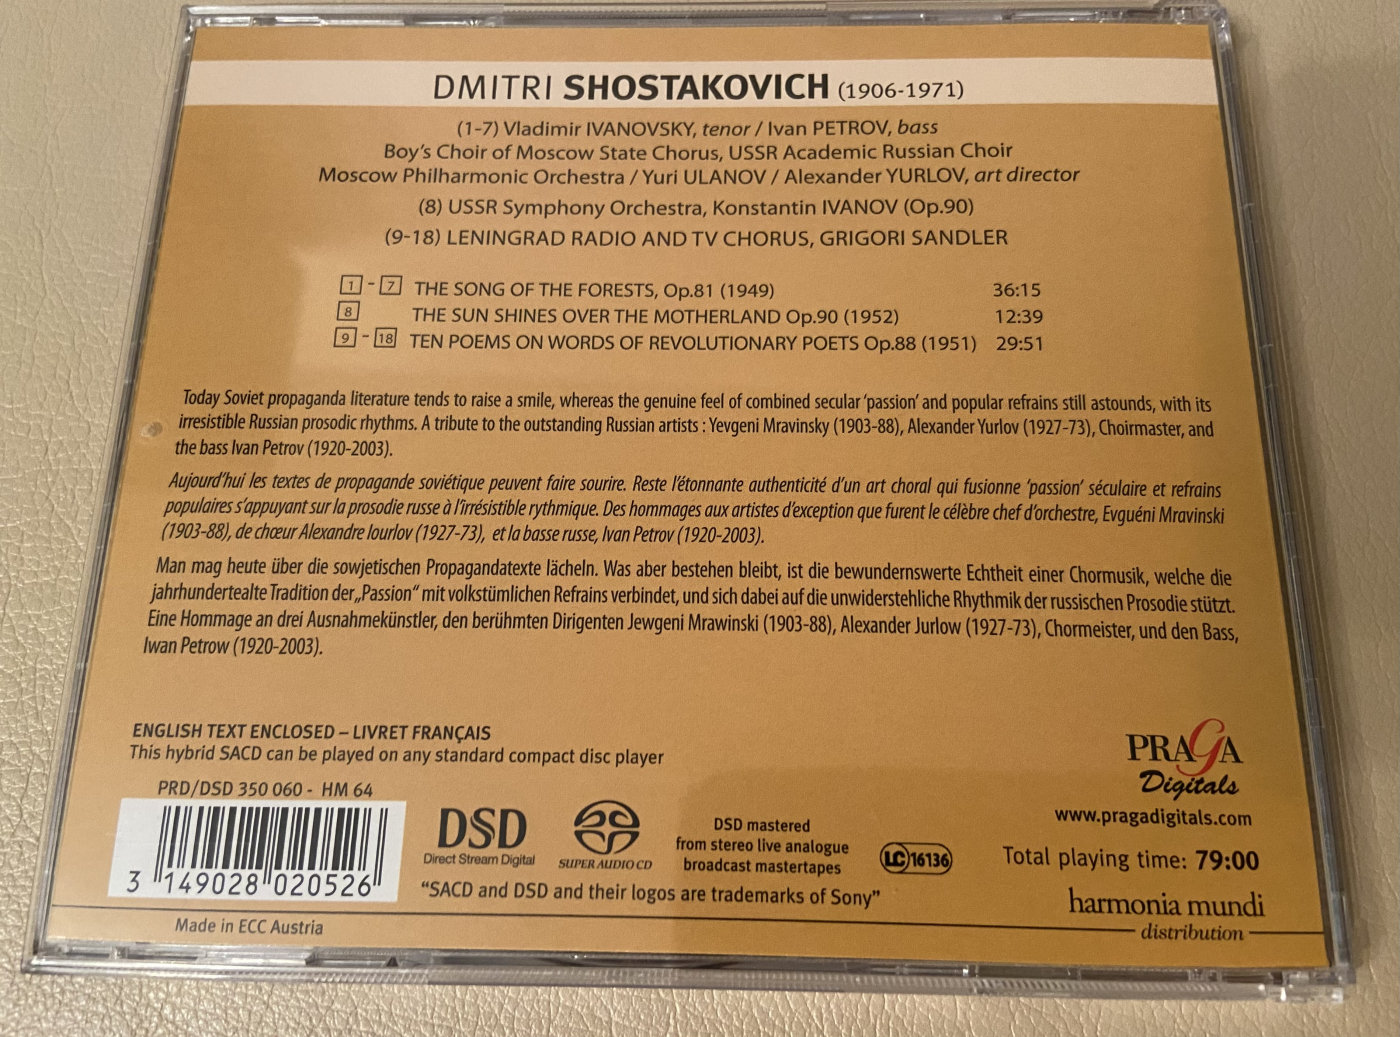 DMITRI SHOSTAKOVICH (1906-1971)
(1-7) Vladimir IVANOVSKY, tenor / Ivan PETROV, bass
Boy's Choir of Moscow State Chorus, USSR Academic Russian Choir
Moscow Philharmonic Orchestra / Yuri ULANOV / Alexander YURLOV, art director
(8) USSR Symphony Orchestra, Konstantin IVANOV (Op.90)
(9-18) LENINGRAD RADIO AND TV CHORUS, GRIGORI SANDLER
1 - 7 THE SONG OF THE FORESTS, Op.81 (1949) 36:15
8 THE SUN SHINES OVER THE MOTHERLAND Op.90 (1952) 12:39
9 - 18 TEN POEMS ON WORDS OF REVOLUTIONARY POETS Op.88 (1951) 29:51
Today Soviet propaganda literature tends to raise a smile, whereas the genuine feel of combined secular 'passion' and popular refrains still astounds, with its
irresistible Russian prosodic rhythms. A tribute to the outstanding Russian artists : Yevgeni Mravinsky (1903-88), Alexander Yurlov (1927-73), Choirmaster, and
the bass Ivan Petrov (1920-2003).
Aujourd'hui les textes de propagande soviétique peuvent faire sourire. Reste l'étonnante authenticité d'un art choral qui fusionne 'passion' séculaire et refrains
populaires s'appuyant sur la prosodie russe à l'irrésistible rythmique. Des hommages aux artistes d'exception que furent le célèbre chef d'orchestre, Evguéni Mravinski
(1903-88), de chœur Alexandre Iourlov (1927-73), et la basse russe, Ivan Petrov (1920-2003).
Man mag heute über die sowjetischen Propagandatexte lächeln. Was aber bestehen bleibt, ist die bewundernswerte Echtheit einer Chormusik, welche die
jahrhundertealte Tradition der „Passion“ mit volkstümlichen Refrains verbindet, und sich dabei auf die unwiderstehliche Rhythmik der russischen Prosodie stützt.
Eine Hommage an drei Ausnahmekünstler, den berühmten Dirigenten Jewgeni Mrawinski (1903-88), Alexander Jurlow (1927-73), Chormeister, und den Bass,
Iwan Petrow (1920-2003).
ENGLISH TEXT ENCLOSED – LIVRET FRANÇAIS
This hybrid SACD can be played on any standard compact disc player
PRD/DSD 350 060 - HM 64
3 149028 020526
DSD
Direct Stream Digital
SUPER AUDIO CD
DSD mastered
from stereo live analogue
broadcast mastertapes
LC 16136
"SACD and DSD and their logos are trademarks of Sony"
PRAGA
Digitals
www.pragadigitals.com
Total playing time: 79:00
harmonia mundi
distribution
Made in ECC Austria